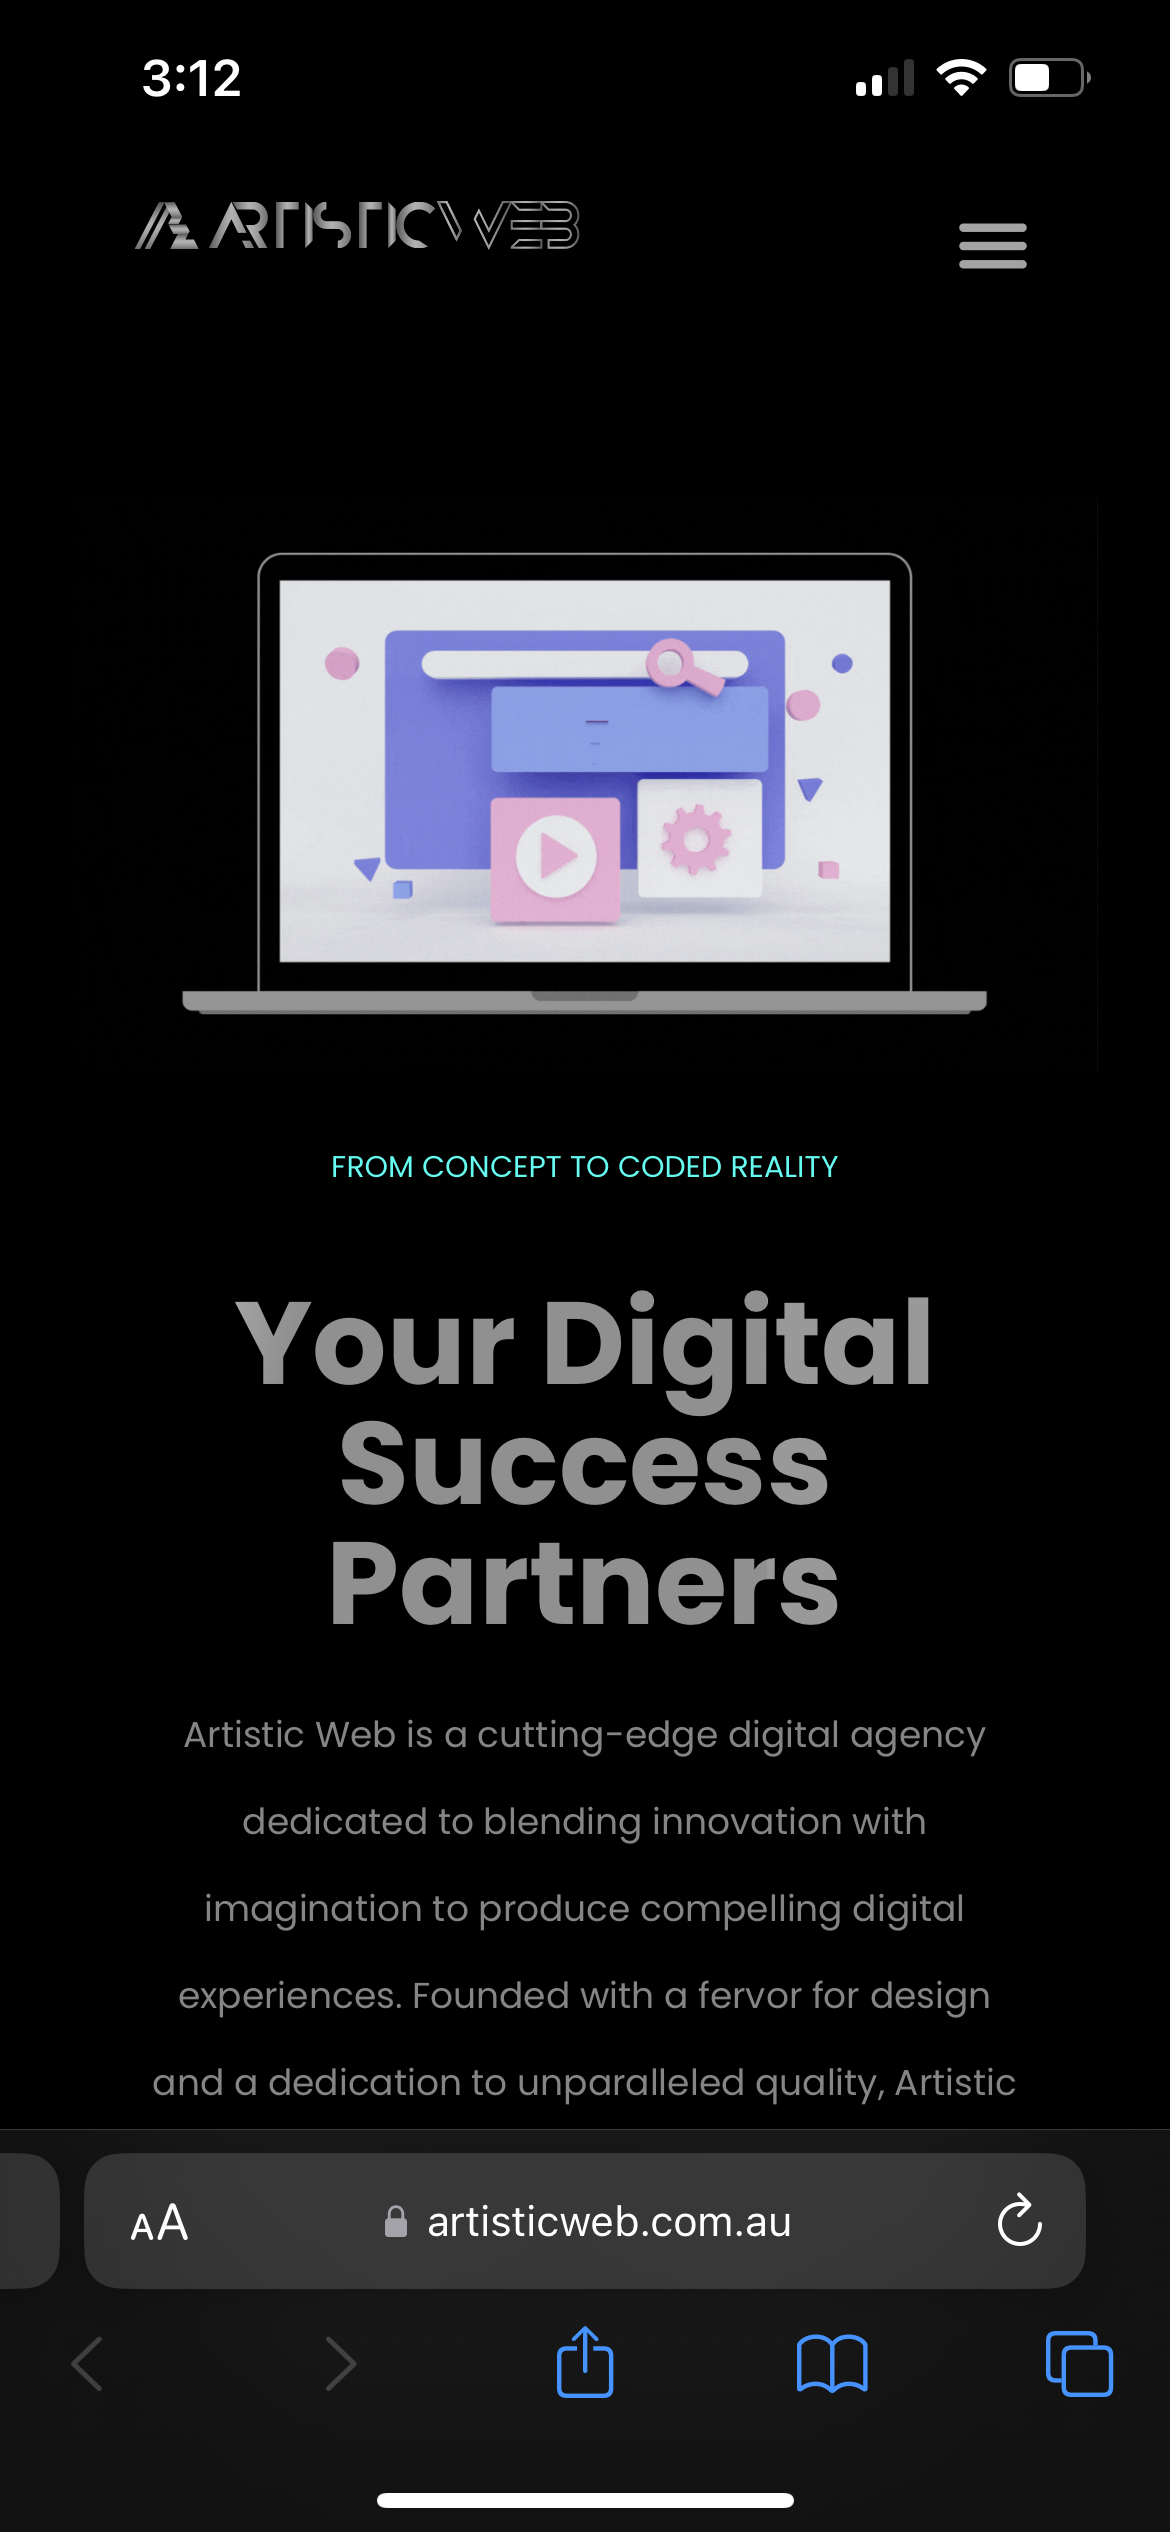 3:12
ARTISTIC WEB
FROM CONCEPT TO CODED REALITY
Your Digital
Success
Partners
Artistic Web is a cutting-edge digital agency
dedicated to blending innovation with
imagination to produce compelling digital
experiences. Founded with a fervor for design
and a dedication to unparalleled quality, Artistic
AA
artisticweb.com.au